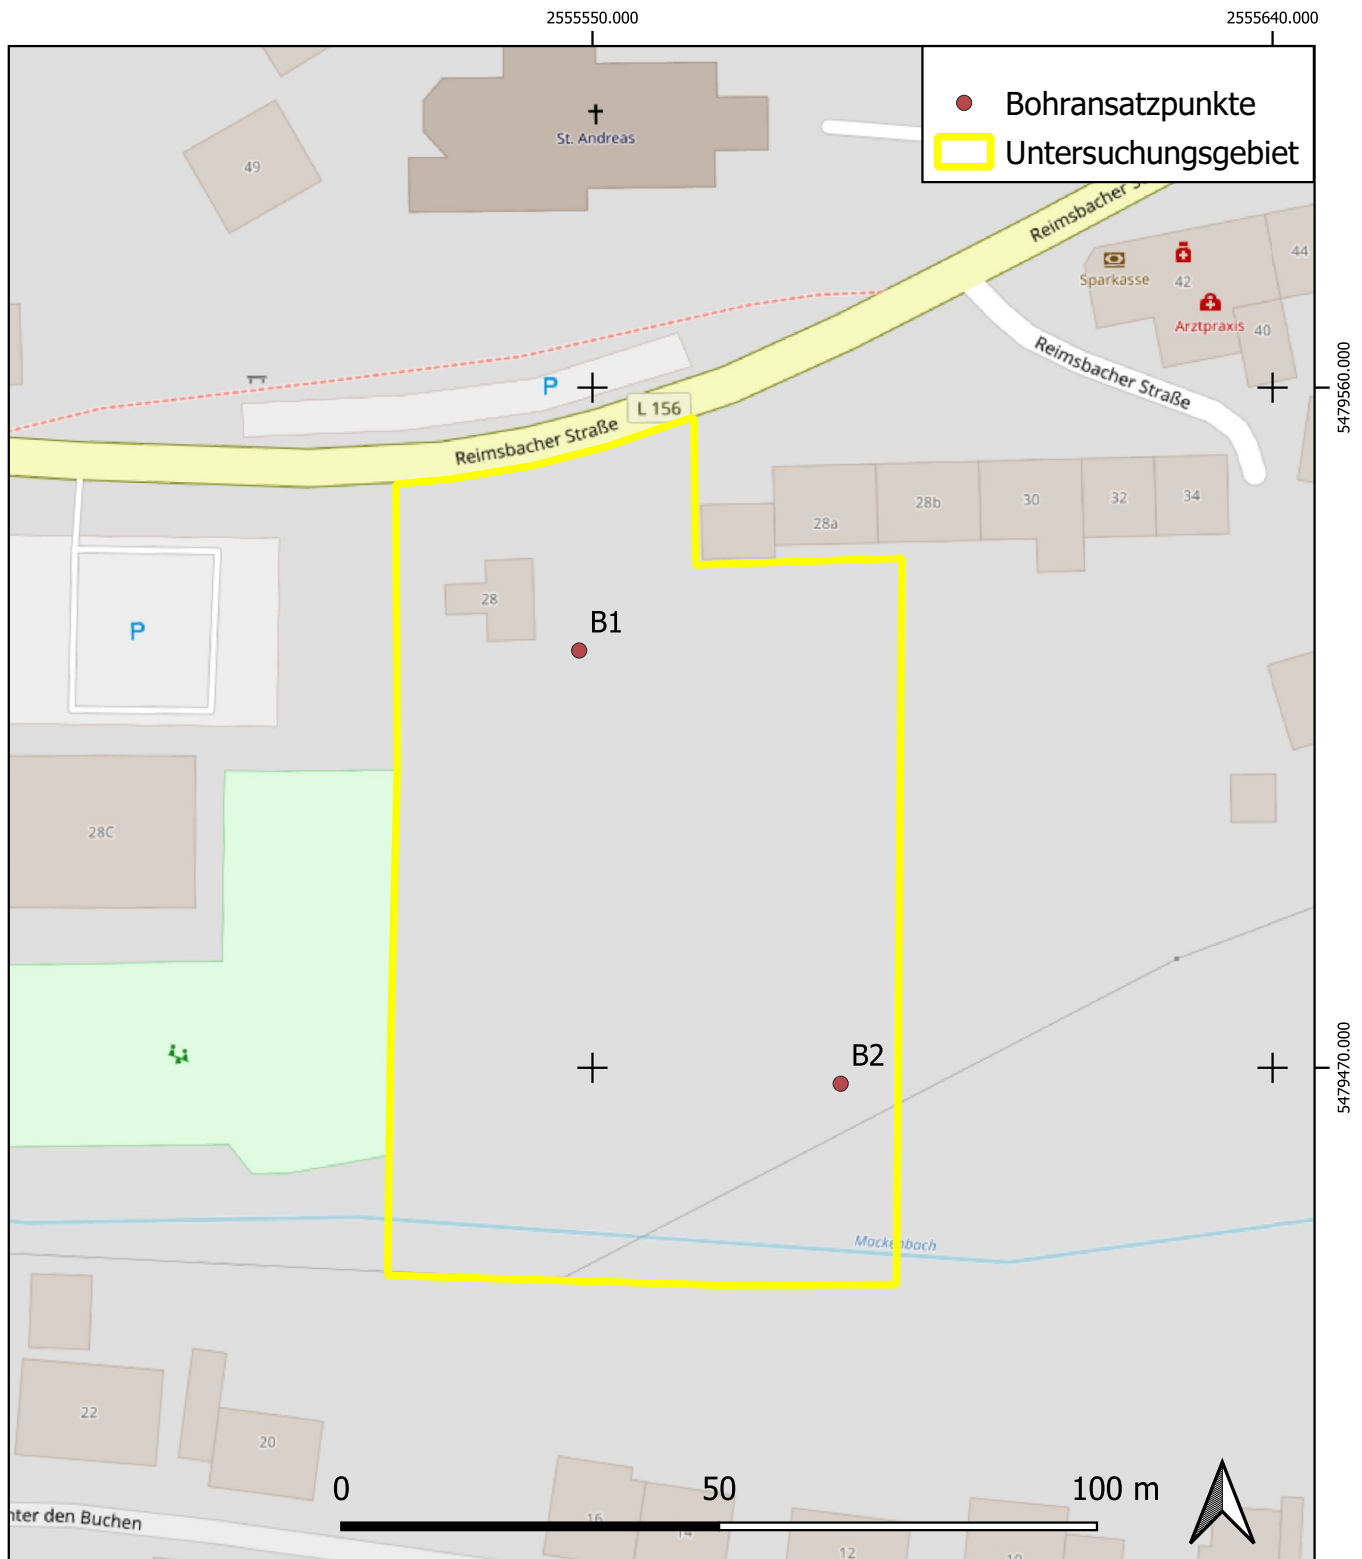 2555550.000
2555640.000
Bohransatzpunkte
Untersuchungsgebiet
St. Andreas
49
Reimsbacher
44
Sparkasse
42
Arztpraxis
40
Reimsbacher Straße
P
L 156
Reimsbacher Straße
5479560.000
28a
28b
30
32
34
28
B1
P
28C
B2
5479470.000
Mackenbach
22
20
0
50
100 m
16
14
12
10
nter den Buchen